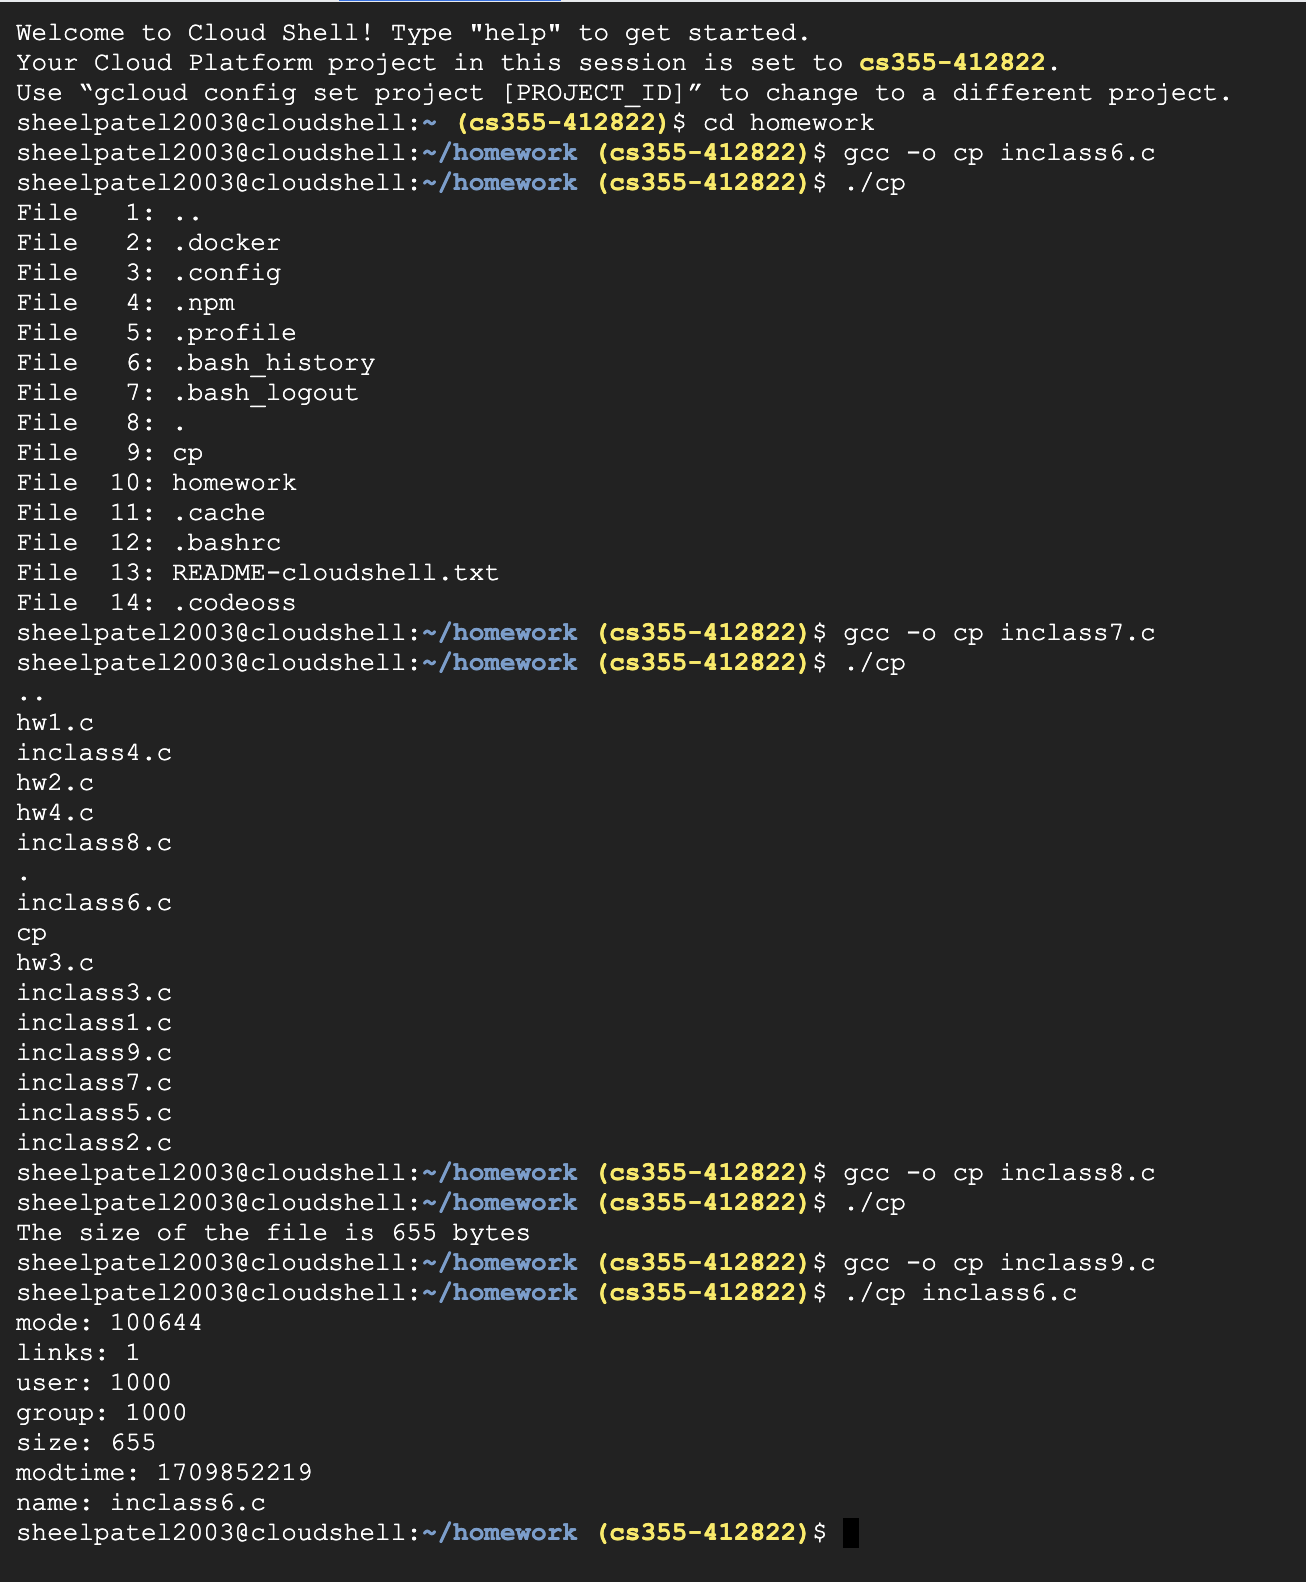 Welcome to Cloud Shell! Type "help" to get started.
Your Cloud Platform project in this session is set to cs355-412822.
Use “gcloud config set project [PROJECT_ID]” to change to a different project.
sheelpatel2003@cloudshell:~ (cs355-412822)$ cd homework
sheelpatel2003@cloudshell:~/homework (cs355-412822)$ gcc -o cp inclass6.c
sheelpatel2003@cloudshell:~/homework (cs355-412822)$ ./cp
File   1: ..
File   2: .docker
File   3: .config
File   4: .npm
File   5: .profile
File   6: .bash_history
File   7: .bash_logout
File   8: .
File   9: cp
File  10: homework
File  11: .cache
File  12: .bashrc
File  13: README-cloudshell.txt
File  14: .codeoss
sheelpatel2003@cloudshell:~/homework (cs355-412822)$ gcc -o cp inclass7.c
sheelpatel2003@cloudshell:~/homework (cs355-412822)$ ./cp
..
hw1.c
inclass4.c
hw2.c
hw4.c
inclass8.c
.
inclass6.c
cp
hw3.c
inclass3.c
inclass1.c
inclass9.c
inclass7.c
inclass5.c
inclass2.c
sheelpatel2003@cloudshell:~/homework (cs355-412822)$ gcc -o cp inclass8.c
sheelpatel2003@cloudshell:~/homework (cs355-412822)$ ./cp
The size of the file is 655 bytes
sheelpatel2003@cloudshell:~/homework (cs355-412822)$ gcc -o cp inclass9.c
sheelpatel2003@cloudshell:~/homework (cs355-412822)$ ./cp inclass6.c
mode: 100644
links: 1
user: 1000
group: 1000
size: 655
modtime: 1709852219
name: inclass6.c
sheelpatel2003@cloudshell:~/homework (cs355-412822)$